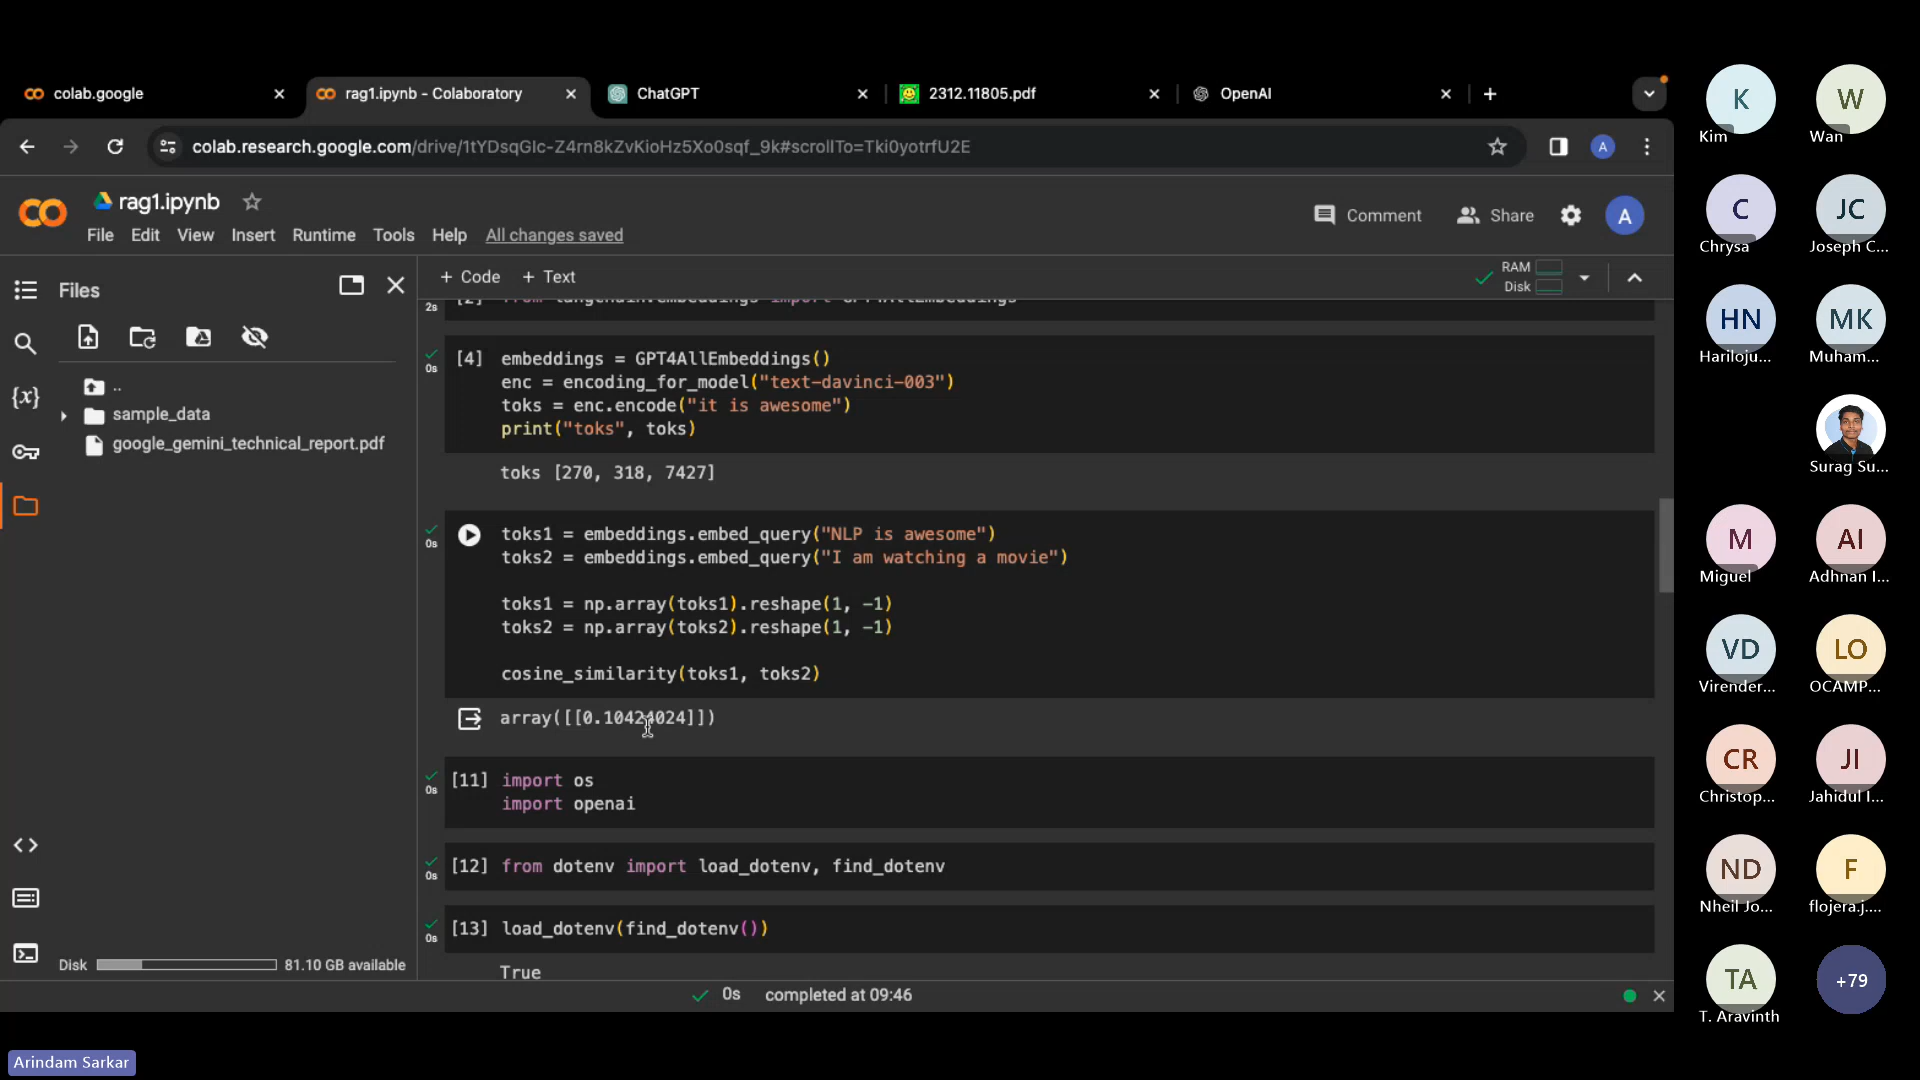 colab.google
rag1.ipynb - Colaboratory
ChatGPT
2312.11805.pdf
OpenAI
colab.research.google.com/drive/1tYDsqGIc-Z4rn8kZvKioHz5Xo0sqf_9k#scrollTo=Tki0yotrfU2E
A
rag1.ipynb
File Edit View Insert Runtime Tools Help All changes saved
Comment
Share
A
Files
+ Code + Text
RAM
Disk
..
sample_data
google_gemini_technical_report.pdf
{x}
2s
[2] from langchain.embeddings import GPT4AllEmbeddings
0s
[4] embeddings = GPT4AllEmbeddings()
enc = encoding_for_model("text-davinci-003")
toks = enc.encode("it is awesome")
print("toks", toks)
toks [270, 318, 7427]
0s
toks1 = embeddings.embed_query("NLP is awesome")
toks2 = embeddings.embed_query("I am watching a movie")
toks1 = np.array(toks1).reshape(1, -1)
toks2 = np.array(toks2).reshape(1, -1)
cosine_similarity(toks1, toks2)
array([[0.10424024]])
0s
[11] import os
import openai
0s
[12] from dotenv import load_dotenv, find_dotenv
0s
[13] load_dotenv(find_dotenv())
True
Disk 81.10 GB available
0s completed at 09:46
K
Kim
W
Wan
C
Chrysa
JC
Joseph C...
HN
Hariloju...
MK
Muham...
Surag Su...
M
Miguel
AI
Adhnan I...
VD
Virender...
LO
OCAMP...
CR
Christop...
JI
Jahidul I...
ND
Nheil Jo...
F
flojera.j....
TA
T. Aravinth
+79
Arindam Sarkar